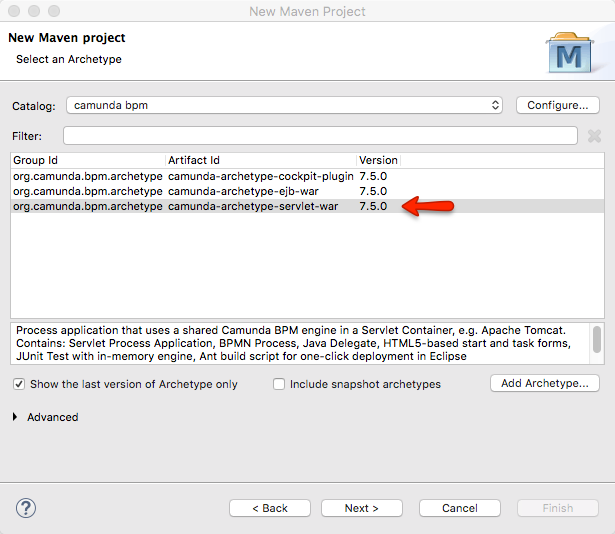 New Maven Project
New Maven project
Select an Archetype
M
Catalog: camunda bpm Configure...
Filter:
Group Id Artifact Id Version
org.camunda.bpm.archetype camunda-archetype-cockpit-plugin 7.5.0
org.camunda.bpm.archetype camunda-archetype-ejb-war 7.5.0
org.camunda.bpm.archetype camunda-archetype-servlet-war 7.5.0
Process application that uses a shared Camunda BPM engine in a Servlet Container, e.g. Apache Tomcat.
Contains: Servlet Process Application, BPMN Process, Java Delegate, HTML5-based start and task forms,
JUnit Test with in-memory engine, Ant build script for one-click deployment in Eclipse
Show the last version of Archetype only Include snapshot archetypes Add Archetype...
Advanced
? < Back Next > Cancel Finish